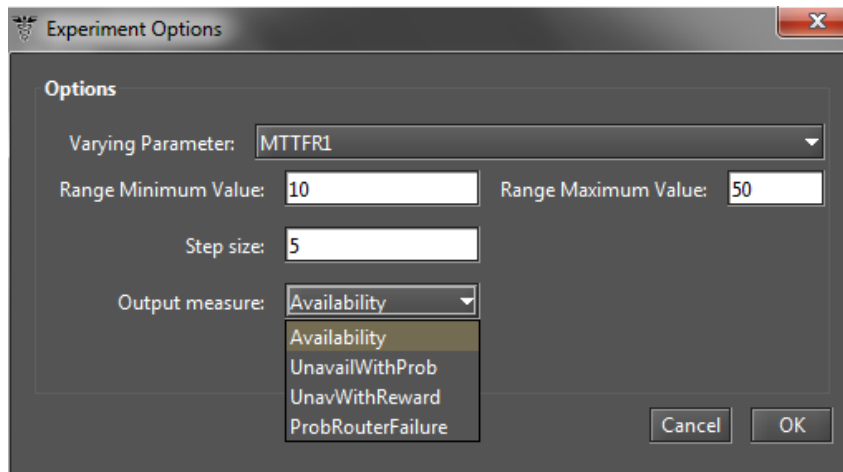 Experiment Options
x
Options
Varying Parameter: MTTFR1
Range Minimum Value: 10 Range Maximum Value: 50
Step size: 5
Output measure: Availability
Availability
UnavailWithProb
UnavWithReward
ProbRouterFailure
Cancel OK